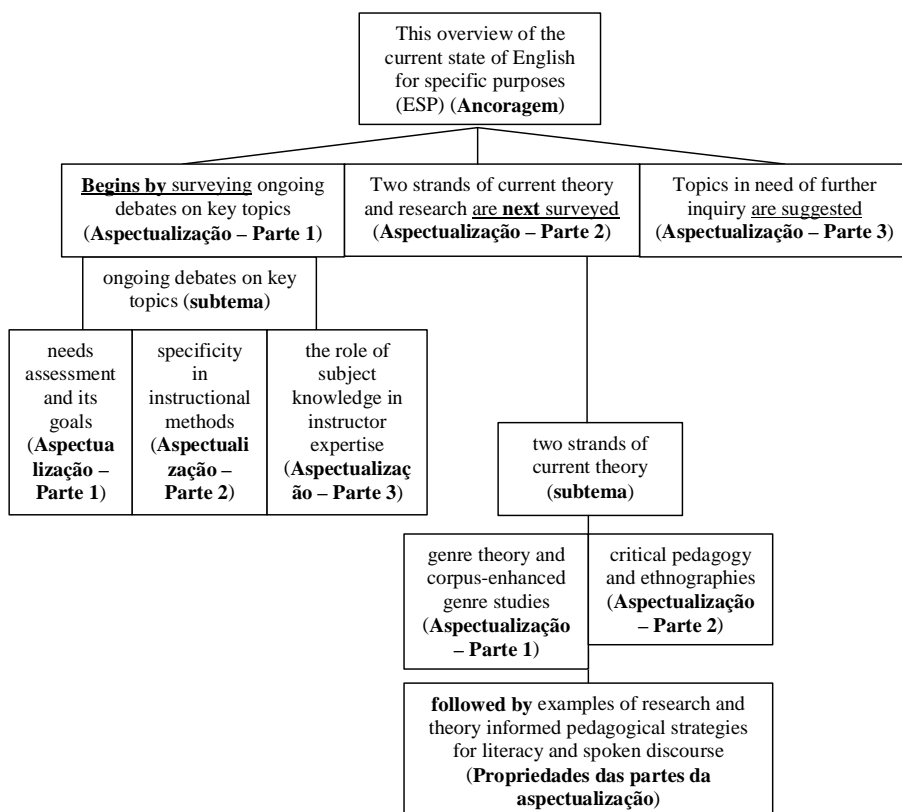 This overview of the
current state of English
for specific purposes
(ESP) (Ancoragem)
Begins by surveying ongoing
debates on key topics
(Aspectualização – Parte 1)
Two strands of current theory
and research are next surveyed
(Aspectualização – Parte 2)
Topics in need of further
inquiry are suggested
(Aspectualização – Parte 3)
ongoing debates on key
topics (subtema)
needs
assessment
and its
goals
(Aspectua
lização –
Parte 1)
specificity
in
instructional
methods
(Aspectuali
zação –
Parte 2)
the role of
subject
knowledge in
instructor
expertise
(Aspectualizaç
ão – Parte 3)
two strands of
current theory
(subtema)
genre theory and
corpus-enhanced
genre studies
(Aspectualização
– Parte 1)
critical pedagogy
and ethnographies
(Aspectualização
– Parte 2)
followed by examples of research and
theory informed pedagogical strategies
for literacy and spoken discourse
(Propriedades das partes da
aspectualização)